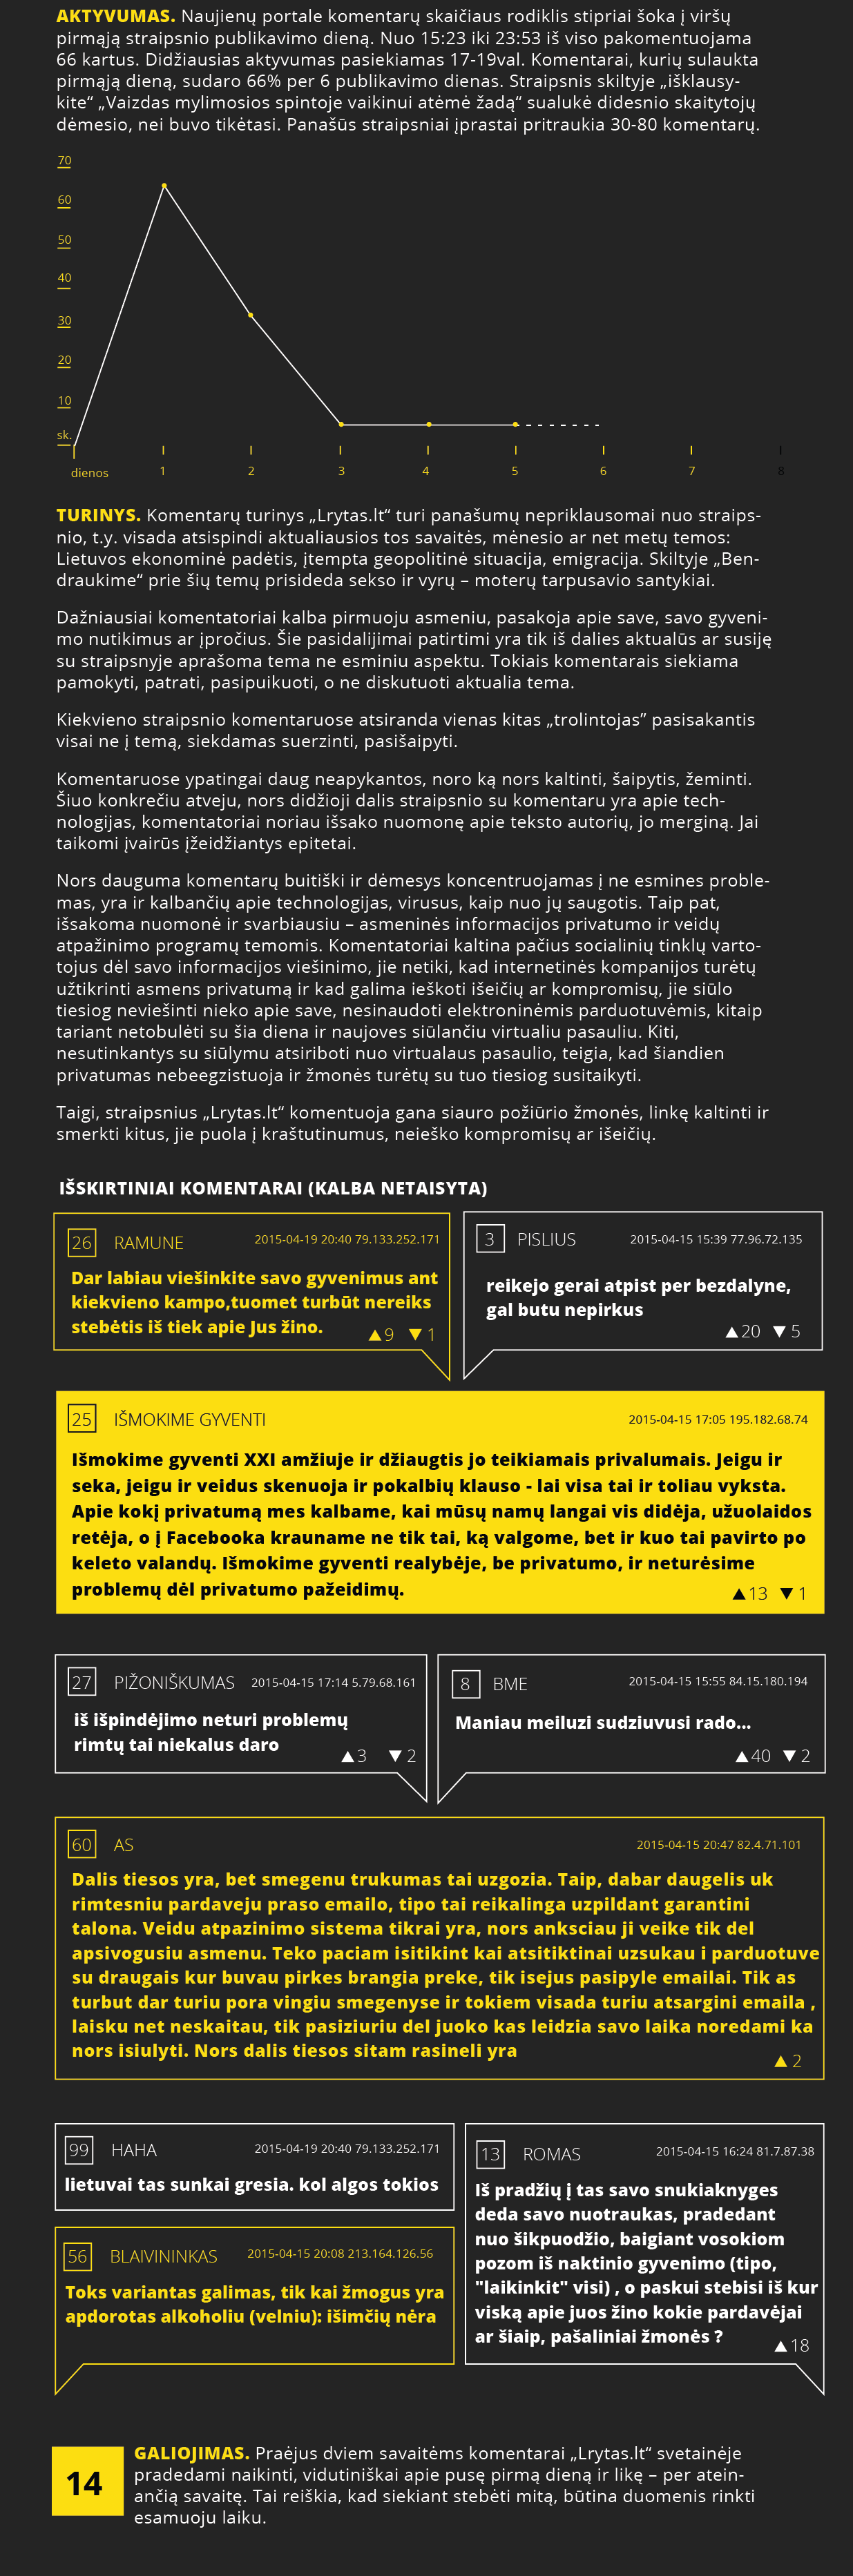 AKTYVUMAS. Naujienų portale komentarų skaičiaus rodiklis stipriai šoka į viršų
pirmąją straipsnio publikavimo dieną. Nuo 15:23 iki 23:53 iš viso pakomentuojama
66 kartus. Didžiausias aktyvumas pasiekiamas 17-19val. Komentarai, kurių sulaukta
pirmąją dieną, sudaro 66% per 6 publikavimo dienas. Straipsnis skiltyje „išklausy-
kite“ „Vaizdas mylimosios spintoje vaikinui atėmė žadą“ sualukė didesnio skaitytojų
dėmesio, nei buvo tikėtasi. Panašūs straipsniai įprastai pritraukia 30-80 komentarų.
70
60
50
40
30
20
10
sk.
dienos 1 2 3 4 5 6 7 8
TURINYS. Komentarų turinys „Lrytas.lt“ turi panašumų nepriklausomai nuo straips-
nio, t.y. visada atsispindi aktualiausios tos savaitės, mėnesio ar net metų temos:
Lietuvos ekonominė padėtis, įtempta geopolitinė situacija, emigracija. Skiltyje „Ben-
draukime“ prie šių temų prisideda sekso ir vyrų – moterų tarpusavio santykiai.
Dažniausiai komentatoriai kalba pirmuoju asmeniu, pasakoja apie save, savo gyveni-
mo nutikimus ar įpročius. Šie pasidalijimai patirtimi yra tik iš dalies aktualūs ar susiję
su straipsnyje aprašoma tema ne esminiu aspektu. Tokiais komentarais siekiama
pamokyti, patrati, pasipuikuoti, o ne diskutuoti aktualia tema.
Kiekvieno straipsnio komentaruose atsiranda vienas kitas „trolintojas” pasisakantis
visai ne į temą, siekdamas suerzinti, pasišaipyti.
Komentaruose ypatingai daug neapykantos, noro ką nors kaltinti, šaipytis, žeminti.
Šiuo konkrečiu atveju, nors didžioji dalis straipsnio su komentaru yra apie tech-
nologijas, komentatoriai noriau išsako nuomonę apie teksto autorių, jo merginą. Jai
taikomi įvairūs įžeidžiantys epitetai.
Nors dauguma komentarų buitiški ir dėmesys koncentruojamas į ne esmines proble-
mas, yra ir kalbančių apie technologijas, virusus, kaip nuo jų saugotis. Taip pat,
išsakoma nuomonė ir svarbiausiu – asmeninės informacijos privatumo ir veidų
atpažinimo programų temomis. Komentatoriai kaltina pačius socialinių tinklų varto-
tojus dėl savo informacijos viešinimo, jie netiki, kad internetinės kompanijos turėtų
užtikrinti asmens privatumą ir kad galima ieškoti išeičių ar kompromisų, jie siūlo
tiesiog neviešinti nieko apie save, nesinaudoti elektroninėmis parduotuvėmis, kitaip
tariant netobulėti su šia diena ir naujoves siūlančiu virtualiu pasauliu. Kiti,
nesutinkantys su siūlymu atsiriboti nuo virtualaus pasaulio, teigia, kad šiandien
privatumas nebeegzistuoja ir žmonės turėtų su tuo tiesiog susitaikyti.
Taigi, straipsnius „Lrytas.lt“ komentuoja gana siauro požiūrio žmonės, linkę kaltinti ir
smerkti kitus, jie puola į kraštutinumus, neieško kompromisų ar išeičių.
IŠSKIRTINIAI KOMENTARAI (KALBA NETAISYTA)
26 RAMUNE 2015-04-19 20:40 79.133.252.171
Dar labiau viešinkite savo gyvenimus ant
kiekvieno kampo,tuomet turbūt nereiks
stebėtis iš tiek apie Jus žino.
▲9 ▼1
3 PISLIUS 2015-04-15 15:39 77.96.72.135
reikejo gerai atpist per bezdalyne,
gal butu nepirkus
▲20 ▼5
25 IŠMOKIME GYVENTI 2015-04-15 17:05 195.182.68.74
Išmokime gyventi XXI amžiuje ir džiaugtis jo teikiamais privalumais. Jeigu ir
seka, jeigu ir veidus skenuoja ir pokalbių klauso - lai visa tai ir toliau vyksta.
Apie kokį privatumą mes kalbame, kai mūsų namų langai vis didėja, užuolaidos
retėja, o į Facebooka krauname ne tik tai, ką valgome, bet ir kuo tai pavirto po
keleto valandų. Išmokime gyventi realybėje, be privatumo, ir neturėsime
problemų dėl privatumo pažeidimų.
▲13 ▼1
27 PIŽONIŠKUMAS 2015-04-15 17:14 5.79.68.161
iš išpindėjimo neturi problemų
rimtų tai niekalus daro
▲3 ▼2
8 BME 2015-04-15 15:55 84.15.180.194
Maniau meiluzi sudziuvusi rado...
▲40 ▼2
60 AS 2015-04-15 20:47 82.4.71.101
Dalis tiesos yra, bet smegenu trukumas tai uzgozia. Taip, dabar daugelis uk
rimtesniu pardaveju praso emailo, tipo tai reikalinga uzpildant garantini
talona. Veidu atpazinimo sistema tikrai yra, nors anksciau ji veike tik del
apsivogusiu asmenu. Teko paciam isitikint kai atsitiktinai uzsukau i parduotuve
su draugais kur buvau pirkes brangia preke, tik isejus pasipyle emailai. Tik as
turbut dar turiu pora vingiu smegenyse ir tokiem visada turiu atsargini emaila ,
laisku net neskaitau, tik pasiziuriu del juoko kas leidzia savo laika noredami ka
nors isiulyti. Nors dalis tiesos sitam rasineli yra
▲2
99 HAHA 2015-04-19 20:40 79.133.252.171
lietuvai tas sunkai gresia. kol algos tokios
56 BLAIVININKAS 2015-04-15 20:08 213.164.126.56
Toks variantas galimas, tik kai žmogus yra
apdorotas alkoholiu (velniu): išimčių nėra
13 ROMAS 2015-04-15 16:24 81.7.87.38
Iš pradžių į tas savo snukiaknyges
deda savo nuotraukas, pradedant
nuo šikpuodžio, baigiant vosokiom
pozom iš naktinio gyvenimo (tipo,
"laikinkit" visi) , o paskui stebisi iš kur
viską apie juos žino kokie pardavėjai
ar šiaip, pašaliniai žmonės ?
▲18
14
GALIOJIMAS. Praėjus dviem savaitėms komentarai „Lrytas.lt“ svetainėje
pradedami naikinti, vidutiniškai apie pusę pirmą dieną ir likę – per atein-
ančią savaitę. Tai reiškia, kad siekiant stebėti mitą, būtina duomenis rinkti
esamuoju laiku.